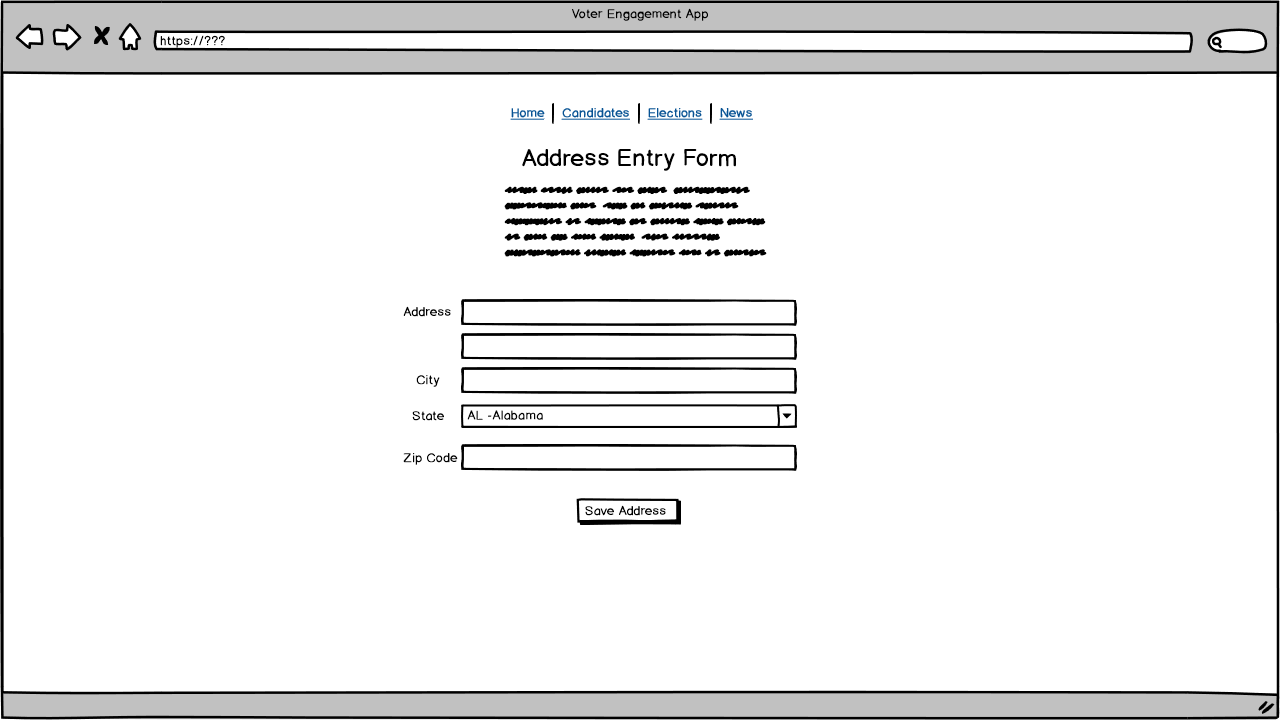 Voter Engagement App
https://???
Home | Candidates | Elections | News
Address Entry Form
Address
City
State AL -Alabama
Zip Code
Save Address